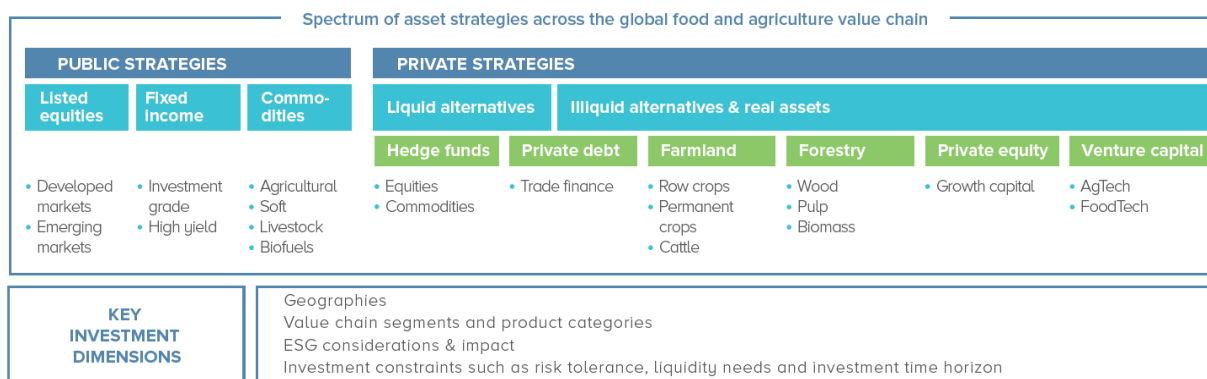 Spectrum of asset strategies across the global food and agriculture value chain
PUBLIC STRATEGIES
PRIVATE STRATEGIES
Listed
equities
Fixed
income
Commo-
dities
Liquid alternatives
Illiquid alternatives & real assets
Hedge funds
Private debt
Farmland
Forestry
Private equity
Venture capital
• Developed
markets
• Emerging
markets
• Investment
grade
• High yield
• Agricultural
• Soft
• Livestock
• Biofuels
• Equities
• Commodities
• Trade finance
• Row crops
• Permanent
crops
• Cattle
• Wood
• Pulp
• Biomass
• Growth capital
• AgTech
• FoodTech
KEY
INVESTMENT
DIMENSIONS
Geographies
Value chain segments and product categories
ESG considerations & impact
Investment constraints such as risk tolerance, liquidity needs and investment time horizon